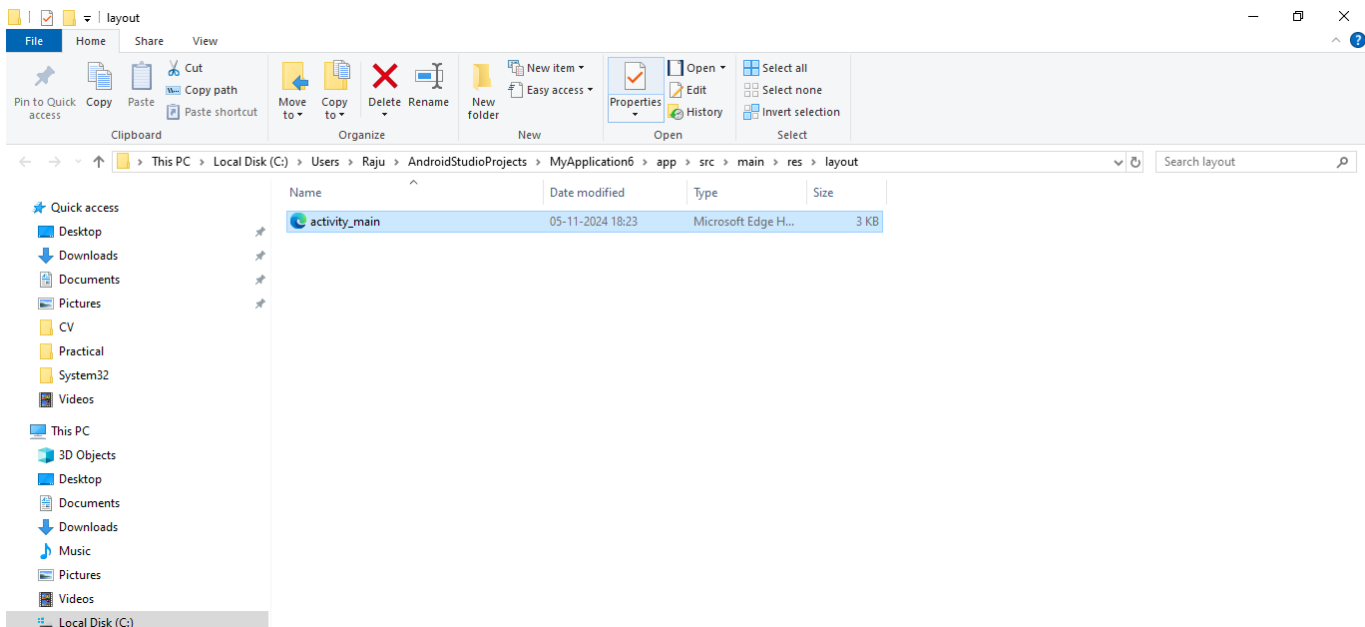 layout
File Home Share View
Pin to Quick access
Copy
Paste
Cut
Copy path
Paste shortcut
Clipboard
Move to
Copy to
Delete
Rename
Organize
New folder
New item
Easy access
New
Properties
Open
Edit
History
Open
Select all
Select none
Invert selection
Select
This PC > Local Disk (C:) > Users > Raju > AndroidStudioProjects > MyApplication6 > app > src > main > res > layout
Search layout
Name Date modified Type Size
activity_main 05-11-2024 18:23 Microsoft Edge H... 3 KB
Quick access
Desktop
Downloads
Documents
Pictures
CV
Practical
System32
Videos
This PC
3D Objects
Desktop
Documents
Downloads
Music
Pictures
Videos
Local Disk (C:)